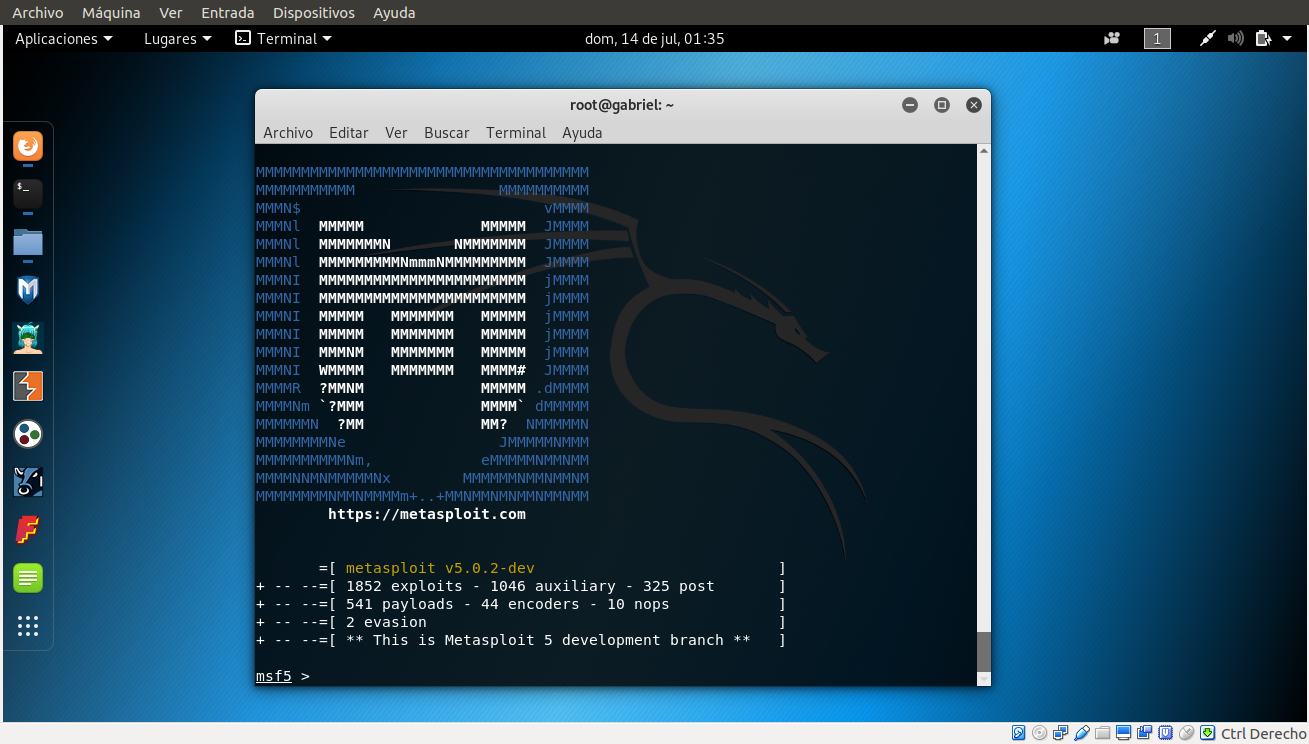 Archivo Máquina Ver Entrada Dispositivos Ayuda
Aplicaciones Lugares Terminal dom, 14 de jul, 01:35 1
root@gabriel: ~
Archivo Editar Ver Buscar Terminal Ayuda
MMMMMMMMMMMMMMMMMMMMMMMMMMMMMMMMMMMMM
MMMMMMMMMMM                MMMMMMMMMM
MMMN$                           vMMMM
MMMNl  MMMMM             MMMMM  JMMMM
MMMNl  MMMMMMMN       NMMMMMMM  JMMMM
MMMNl  MMMMMMMMMNmmmNMMMMMMMMM  JMMMM
MMMNI  MMMMMMMMMMMMMMMMMMMMMMM  jMMMM
MMMNI  MMMMMMMMMMMMMMMMMMMMMMM  jMMMM
MMMNI  MMMMM   MMMMMMM   MMMMM  jMMMM
MMMNI  MMMMM   MMMMMMM   MMMMM  jMMMM
MMMNI  MMMNM   MMMMMMM   MMMMM  jMMMM
MMMNI  WMMMM   MMMMMMM   MMMM#  JMMMM
MMMMR  ?MMNM             MMMMM .dMMMM
MMMMNm `?MMM             MMMM` dMMMMM
MMMMMMN  ?MM             MM?  NMMMMMN
MMMMMMMMNe                 JMMMMMNMMM
MMMMMMMMMMNm,            eMMMMMNMMNMM
MMMMNNMNMMMMMNx        MMMMMMNMMNMMNM
MMMMMMMMNMMNMMMMm+..+MMNMMNMNMMNMMNMM
https://metasploit.com
=[ metasploit v5.0.2-dev ]
+ -- --=[ 1852 exploits - 1046 auxiliary - 325 post ]
+ -- --=[ 541 payloads - 44 encoders - 10 nops ]
+ -- --=[ 2 evasion ]
+ -- --=[ ** This is Metasploit 5 development branch ** ]
msf5 >
Ctrl Derecho